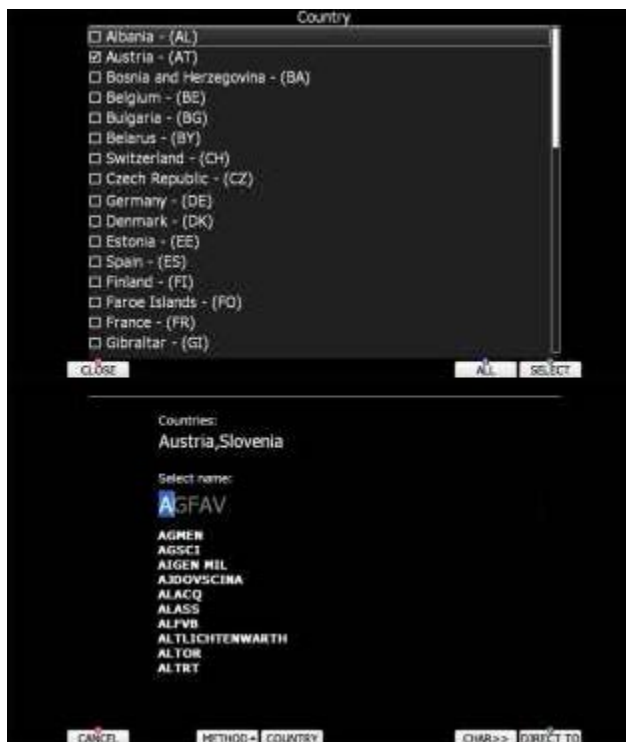 Country
Albania - (AL)
Austria - (AT)
Bosnia and Herzegovina - (BA)
Belgium - (BE)
Bulgaria - (BG)
Belarus - (BY)
Switzerland - (CH)
Czech Republic - (CZ)
Germany - (DE)
Denmark - (DK)
Estonia - (EE)
Spain - (ES)
Finland - (FI)
Faroe Islands - (FO)
France - (FR)
Gibraltar - (GI)
CLOSE ALL SELECT
Countries:
Austria,Slovenia
Select name:
AGFAV
AGMEN
AGSCI
AIGEN MIL
AJDOVSCINA
ALACQ
ALASS
ALFVB
ALTLICHTENWARTH
ALTOR
ALTRT
CANCEL METHOD+ COUNTRY CHAR>> DIRECT TO